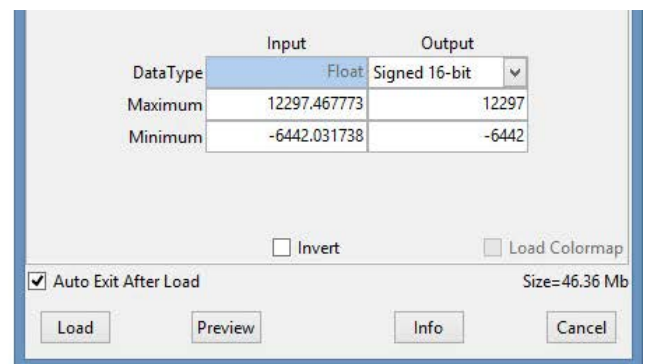 Input Output
DataType Float Signed 16-bit
Maximum 12297.467773 12297
Minimum -6442.031738 -6442
Invert Load Colormap
Auto Exit After Load Size=46.36 Mb
Load Preview Info Cancel